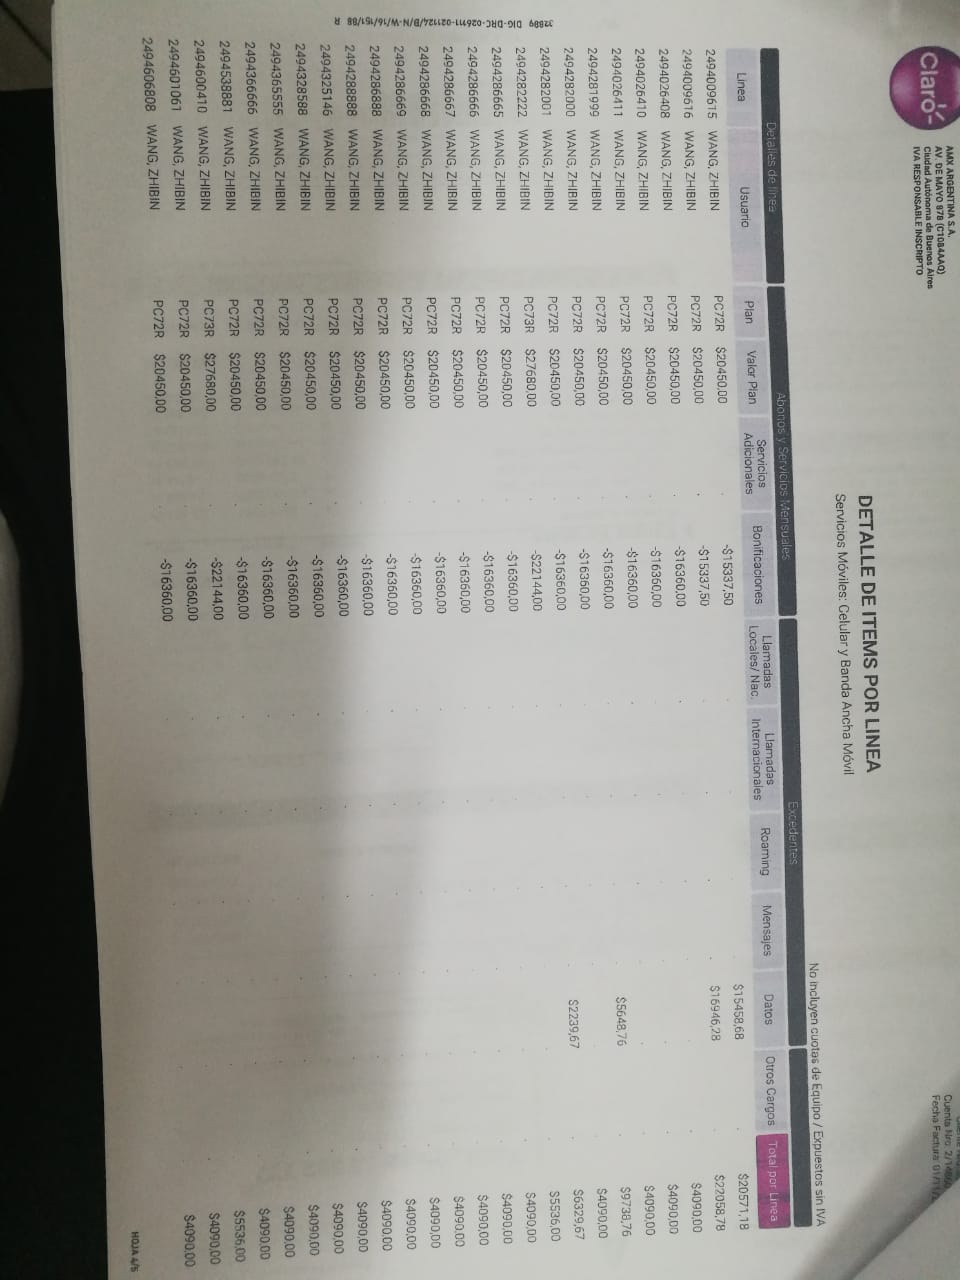 Claro-
AMX ARGENTINA S.A.
AV. DE MAYO 878 (C1084AAQ)
Ciudad Autónoma de Buenos Aires
IVA RESPONSABLE INSCRIPTO
Cuenta Nro: 2/
Fecha Factura: 01/11/
DETALLE DE ITEMS POR LINEA
Servicios Móviles: Celular y Banda Ancha Móvil
No incluyen cuotas de Equipo / Expuestos sin IVA
Detalles de línea Abonos y Servicios Mensuales Excedentes
Línea Usuario Plan Valor Plan Servicios Adicionales Bonificaciones Llamadas Locales/ Nac. Llamadas Internacionales Roaming Mensajes Datos Otros Cargos Total por Línea
2494009615 WANG, ZHIBIN PC72R $20450,00 -$15337,50 $15458,68 $20571,18
2494009616 WANG, ZHIBIN PC72R $20450,00 -$15337,50 $16946,28 $22058,78
2494026408 WANG, ZHIBIN PC72R $20450,00 -$16360,00 $4090,00
2494026410 WANG, ZHIBIN PC72R $20450,00 -$16360,00 $4090,00
2494026411 WANG, ZHIBIN PC72R $20450,00 -$16360,00 $4090,00
2494281999 WANG, ZHIBIN PC72R $20450,00 -$16360,00 $5648,76 $9738,76
2494282000 WANG, ZHIBIN PC72R $20450,00 -$16360,00 $4090,00
2494282001 WANG, ZHIBIN PC72R $20450,00 -$16360,00 $2239,67 $6329,67
2494282222 WANG, ZHIBIN PC73R $27680,00 -$22144,00 $5536,00
2494286665 WANG, ZHIBIN PC72R $20450,00 -$16360,00 $4090,00
2494286666 WANG, ZHIBIN PC72R $20450,00 -$16360,00 $4090,00
2494286667 WANG, ZHIBIN PC72R $20450,00 -$16360,00 $4090,00
2494286668 WANG, ZHIBIN PC72R $20450,00 -$16360,00 $4090,00
2494286669 WANG, ZHIBIN PC72R $20450,00 -$16360,00 $4090,00
2494286888 WANG, ZHIBIN PC72R $20450,00 -$16360,00 $4090,00
2494288888 WANG, ZHIBIN PC72R $20450,00 -$16360,00 $4090,00
2494325146 WANG, ZHIBIN PC72R $20450,00 -$16360,00 $4090,00
2494328588 WANG, ZHIBIN PC72R $20450,00 -$16360,00 $4090,00
2494365555 WANG, ZHIBIN PC72R $20450,00 -$16360,00 $4090,00
2494366666 WANG, ZHIBIN PC72R $20450,00 -$16360,00 $4090,00
2494538881 WANG, ZHIBIN PC72R $20450,00 -$16360,00 $4090,00
2494600410 WANG, ZHIBIN PC73R $27680,00 -$22144,00 $5536,00
2494601061 WANG, ZHIBIN PC72R $20450,00 -$16360,00 $4090,00
2494606808 WANG, ZHIBIN PC72R $20450,00 -$16360,00 $4090,00
HOJA 4/5
32889 DIG-DRC-026411-021124/B/N-W/16/151/88 R